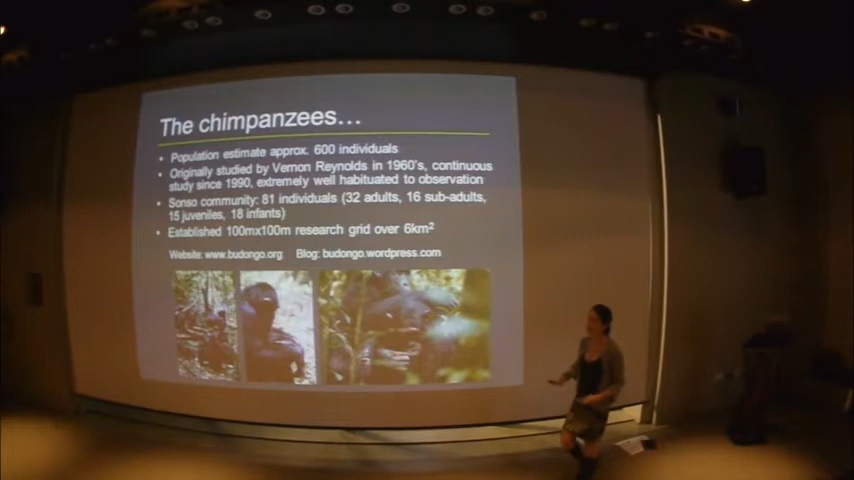 The chimpanzees…
• Population estimate approx. 600 individuals
• Originally studied by Vernon Reynolds in 1960's, continuous
study since 1990, extremely well habituated to observation
• Sonso community: 81 individuals (32 adults, 16 sub-adults,
15 juveniles, 18 infants)
• Established 100mx100m research grid over 6km²
Website: www.budongo.org Blog: budongo.wordpress.com